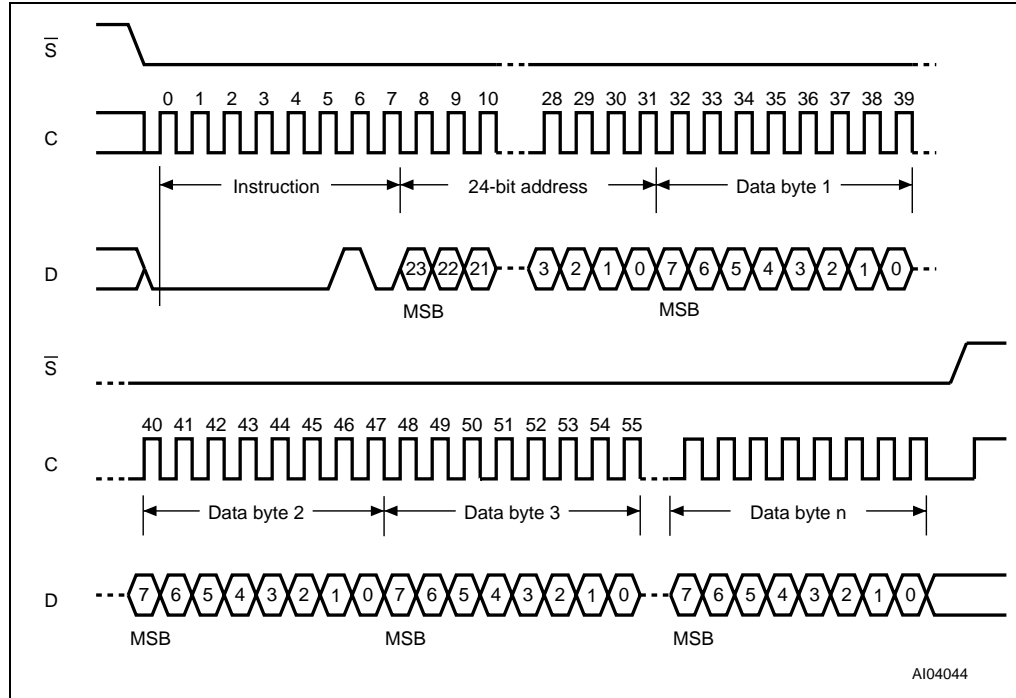 S
0 1 2 3 4 5 6 7 8 9 10 28 29 30 31 32 33 34 35 36 37 38 39
C
Instruction 24-bit address Data byte 1
D 23 22 21 3 2 1 0 7 6 5 4 3 2 1 0
MSB MSB
S
40 41 42 43 44 45 46 47 48 49 50 51 52 53 54 55
C
Data byte 2 Data byte 3 Data byte n
D 7 6 5 4 3 2 1 0 7 6 5 4 3 2 1 0 7 6 5 4 3 2 1 0
MSB MSB MSB
AI04044